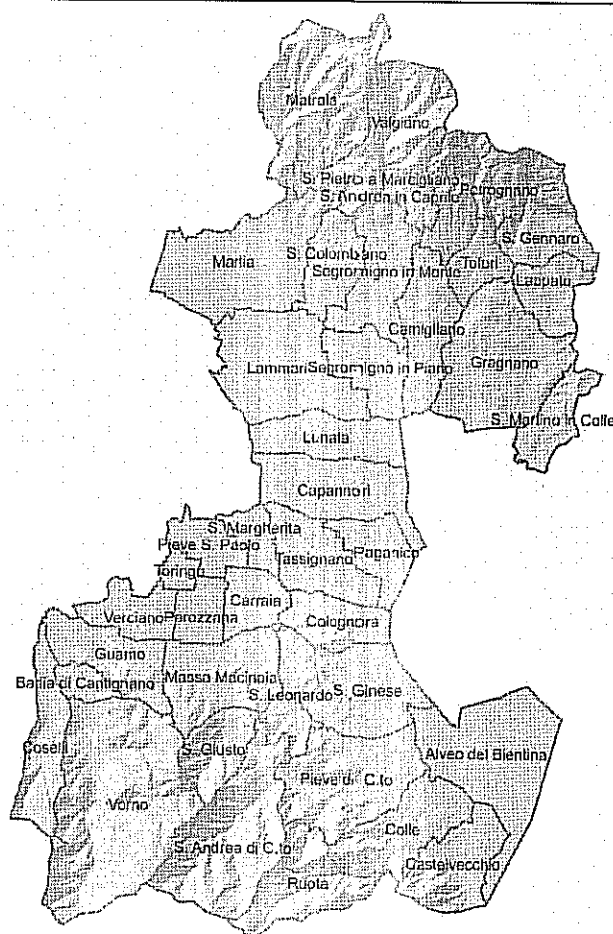 Matraia
Valgiano
S. Pietro a Marcigliano
S. Andrea in Caprile
Petrognano
S. Gennaro
S. Colombano
Marlia
Segromigno in Monte
Tofori
Lappato
Camigliano
Lammari
Segromigno in Piano
Gragnano
S. Martino in Colle
Lunata
Capannori
S. Margherita
Pieve S. Paolo
Paganico
Tassignano
Toringo
Carraia
Verciano
Parezzana
Colognora
Guamo
Badia di Cantignano
Massa Macinaia
S. Leonardo
S. Ginese
Coselli
S. Giusto
Alveo del Bientina
Vorno
Pieve di C.to
Colle
S. Andrea di C.to
Castelvecchio
Ruota